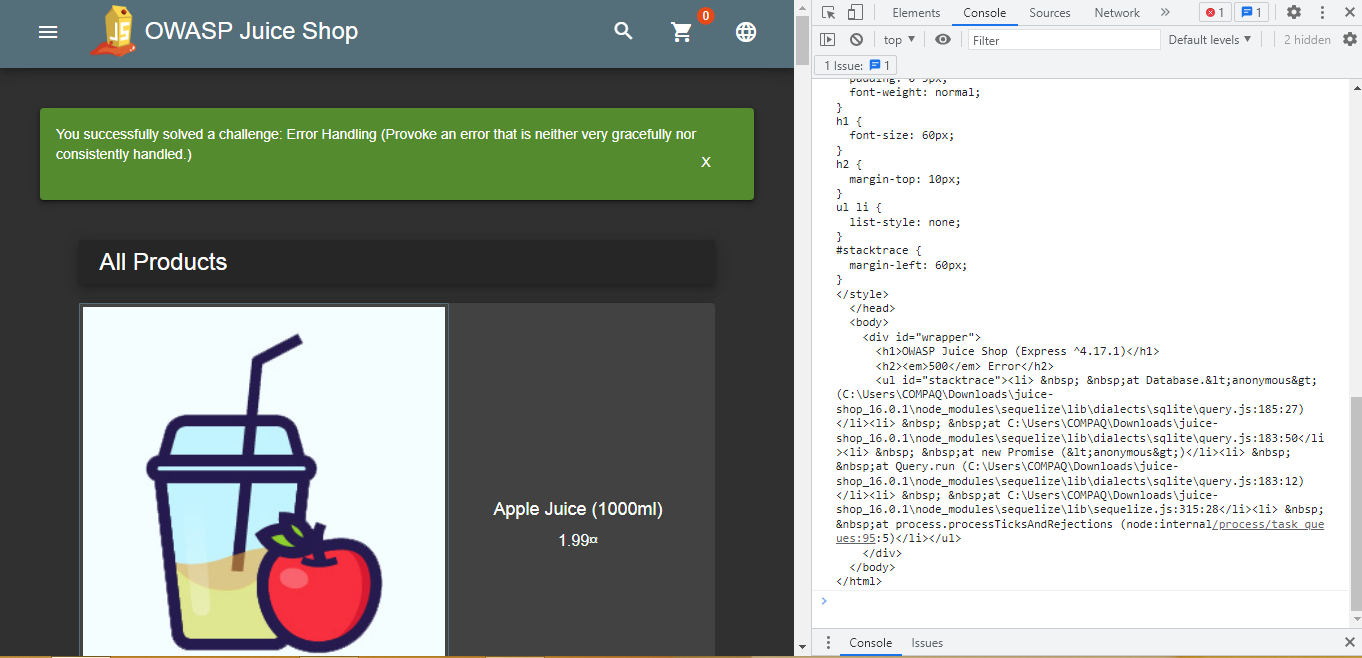 JS
OWASP Juice Shop
0
You successfully solved a challenge: Error Handling (Provoke an error that is neither very gracefully nor
consistently handled.)
X
All Products
Apple Juice (1000ml)
1.99¤
Elements Console Sources Network » 1 1
top ▼ Filter Default levels ▼ 2 hidden
1 Issue: 1
padding: 0 5px;
font-weight: normal;
}
h1 {
font-size: 60px;
}
h2 {
margin-top: 10px;
}
ul li {
list-style: none;
}
#stacktrace {
margin-left: 60px;
}
</style>
</head>
<body>
<div id="wrapper">
<h1>OWASP Juice Shop (Express ^4.17.1)</h1>
<h2><em>500</em> Error</h2>
<ul id="stacktrace"><li> &nbsp; &nbsp;at Database.&lt;anonymous&gt;
(C:\Users\COMPAQ\Downloads\juice-
shop_16.0.1\node_modules\sequelize\lib\dialects\sqlite\query.js:185:27)
</li><li> &nbsp; &nbsp;at C:\Users\COMPAQ\Downloads\juice-
shop_16.0.1\node_modules\sequelize\lib\dialects\sqlite\query.js:183:50</li
><li> &nbsp; &nbsp;at new Promise (&lt;anonymous&gt;)</li><li> &nbsp;
&nbsp;at Query.run (C:\Users\COMPAQ\Downloads\juice-
shop_16.0.1\node_modules\sequelize\lib\dialects\sqlite\query.js:183:12)
</li><li> &nbsp; &nbsp;at C:\Users\COMPAQ\Downloads\juice-
shop_16.0.1\node_modules\sequelize\lib\sequelize.js:315:28</li><li> &nbsp;
&nbsp;at process.processTicksAndRejections (node:internal/process/task_que
ues:95:5)</li></ul>
</div>
</body>
</html>
>
Console Issues